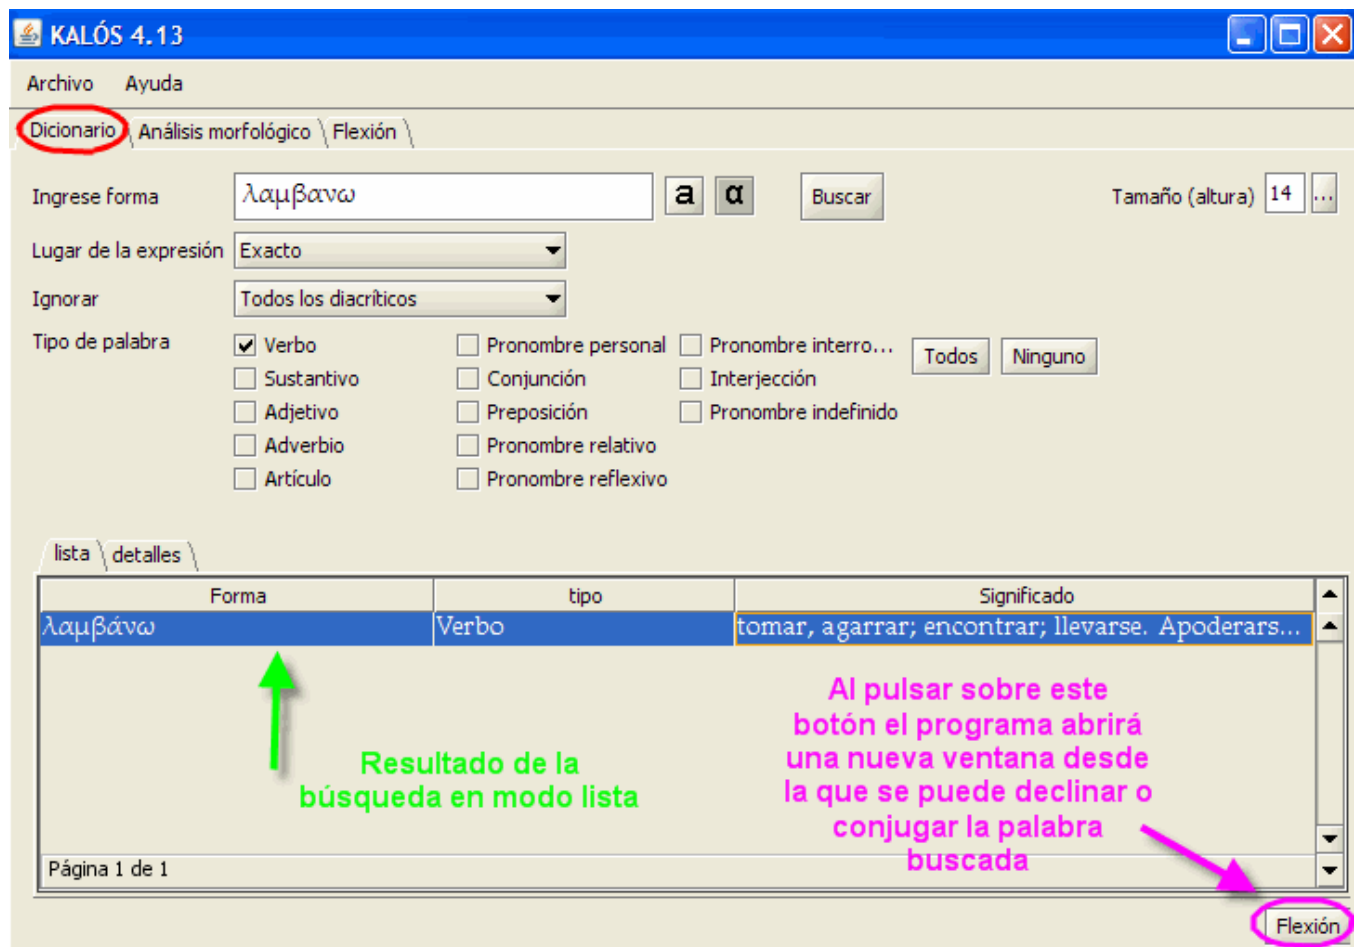 KALÓS 4.13
Archivo Ayuda
Dicionario Análisis morfológico Flexión
Ingrese forma λαμβανω a α Buscar Tamaño (altura) 14 ...
Lugar de la expresión Exacto
Ignorar Todos los diacríticos
Tipo de palabra Verbo Pronombre personal Pronombre interro... Todos Ninguno
Sustantivo Conjunción Interjección
Adjetivo Preposición Pronombre indefinido
Adverbio Pronombre relativo
Artículo Pronombre reflexivo
lista detalles
Forma tipo Significado
λαμβάνω Verbo tomar, agarrar; encontrar; llevarse. Apoderars...
Resultado de la
búsqueda en modo lista
Al pulsar sobre este
botón el programa abrirá
una nueva ventana desde
la que se puede declinar o
conjugar la palabra
buscada
Página 1 de 1
Flexión